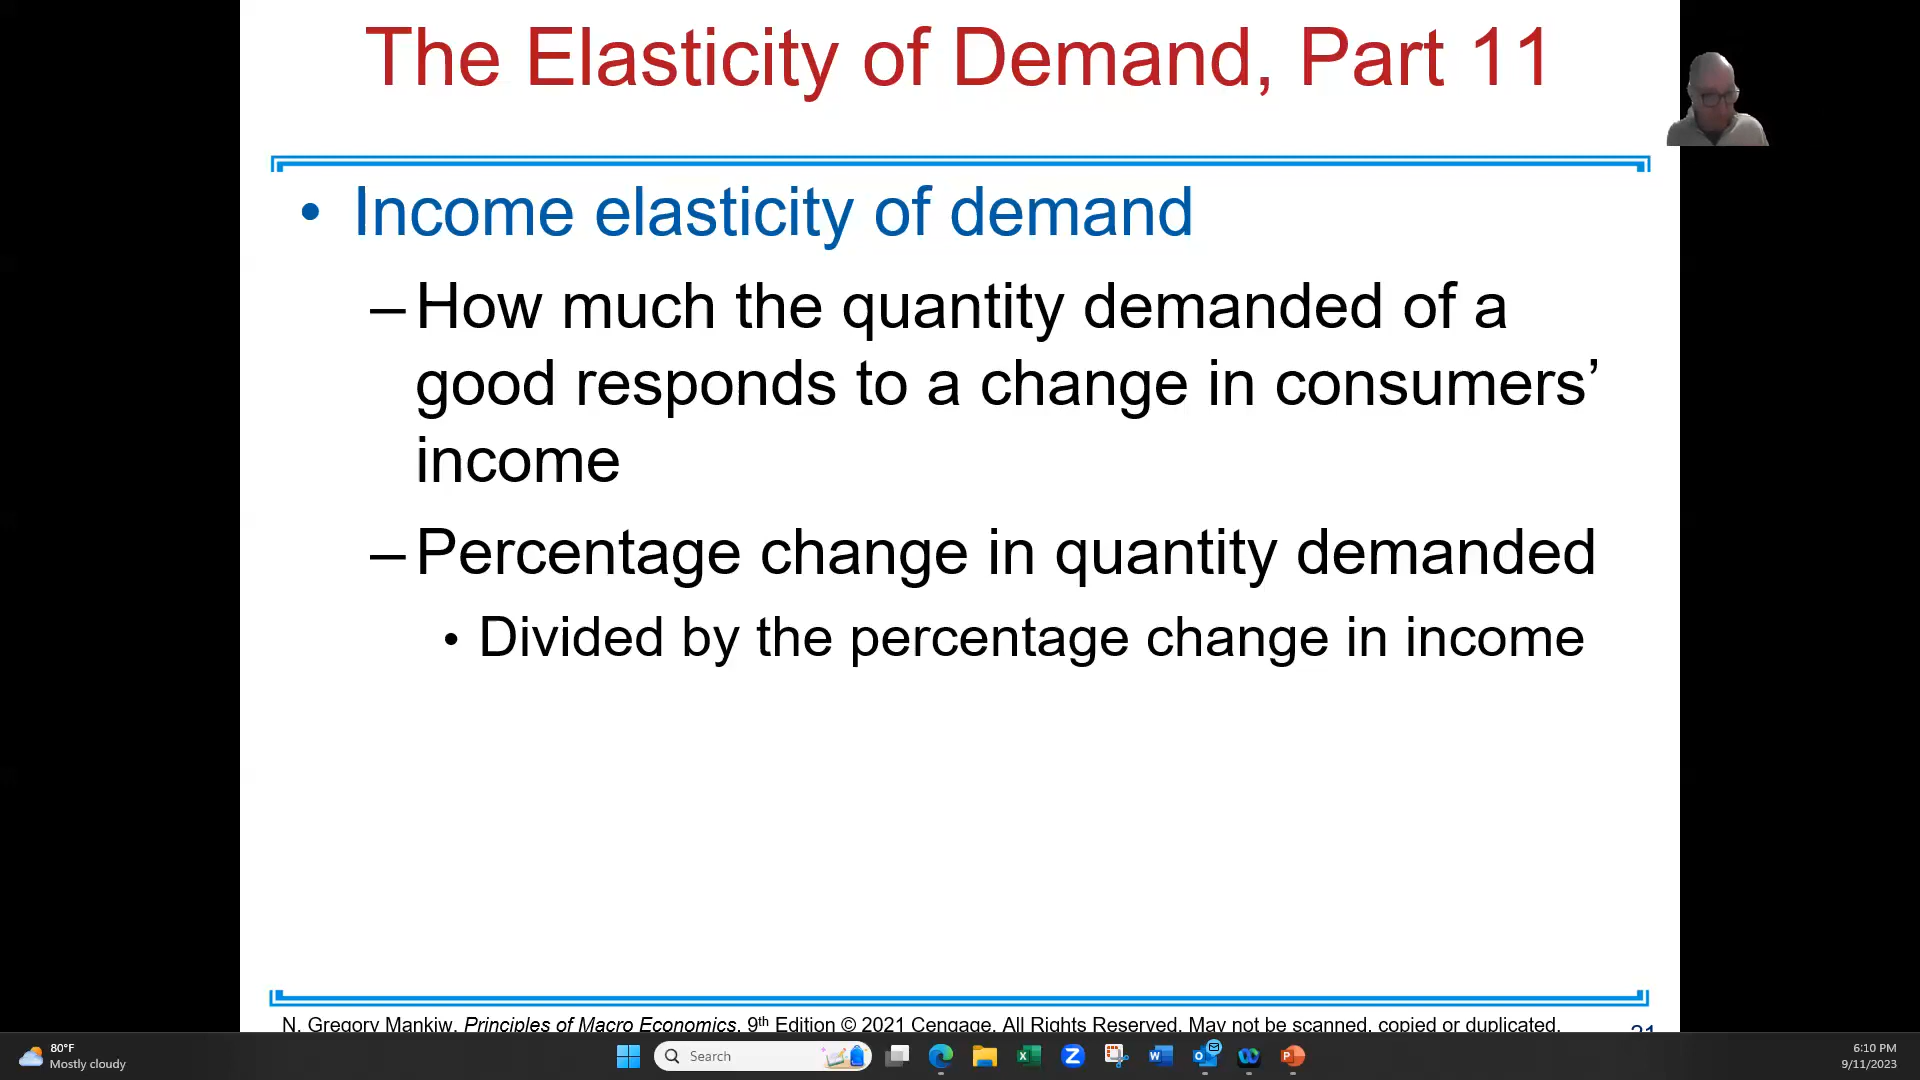 The Elasticity of Demand, Part 11
• Income elasticity of demand
– How much the quantity demanded of a
good responds to a change in consumers’
income
– Percentage change in quantity demanded
• Divided by the percentage change in income
N. Gregory Mankiw, Principles of Macro Economics, 9th Edition © 2021 Cengage. All Rights Reserved. May not be scanned, copied or duplicated,
80°F
Mostly cloudy
Search
6:10 PM
9/11/2023